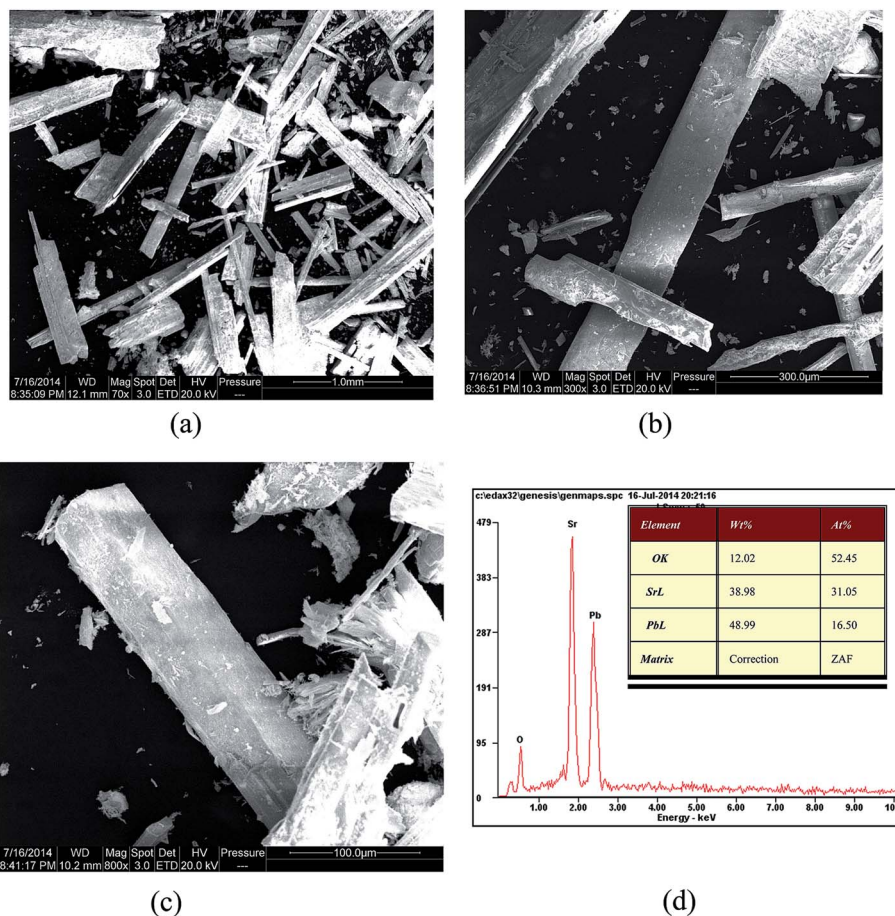 7/16/2014 WD Mag Spot Det HV Pressure 1.0mm
8:35:09 PM 12.1 mm 70x 3.0 ETD 20.0 kV ---
(a)
7/16/2014 WD Mag Spot Det HV Pressure 300.0µm
8:36:51 PM 10.3 mm 300x 3.0 ETD 20.0 kV ---
(b)
7/16/2014 WD Mag Spot Det HV Pressure 100.0µm
8:41:17 PM 10.2 mm 800x 3.0 ETD 20.0 kV ---
(c)
c:\edax32\genesis\genmaps.spc 16-Jul-2014 20:21:16
479
383
287
191
95
0
Sr
Pb
O
Element Wt% At%
OK 12.02 52.45
SrL 38.98 31.05
PbL 48.99 16.50
Matrix Correction ZAF
1.00 2.00 3.00 4.00 5.00 6.00 7.00 8.00 9.00 10
Energy - keV
(d)